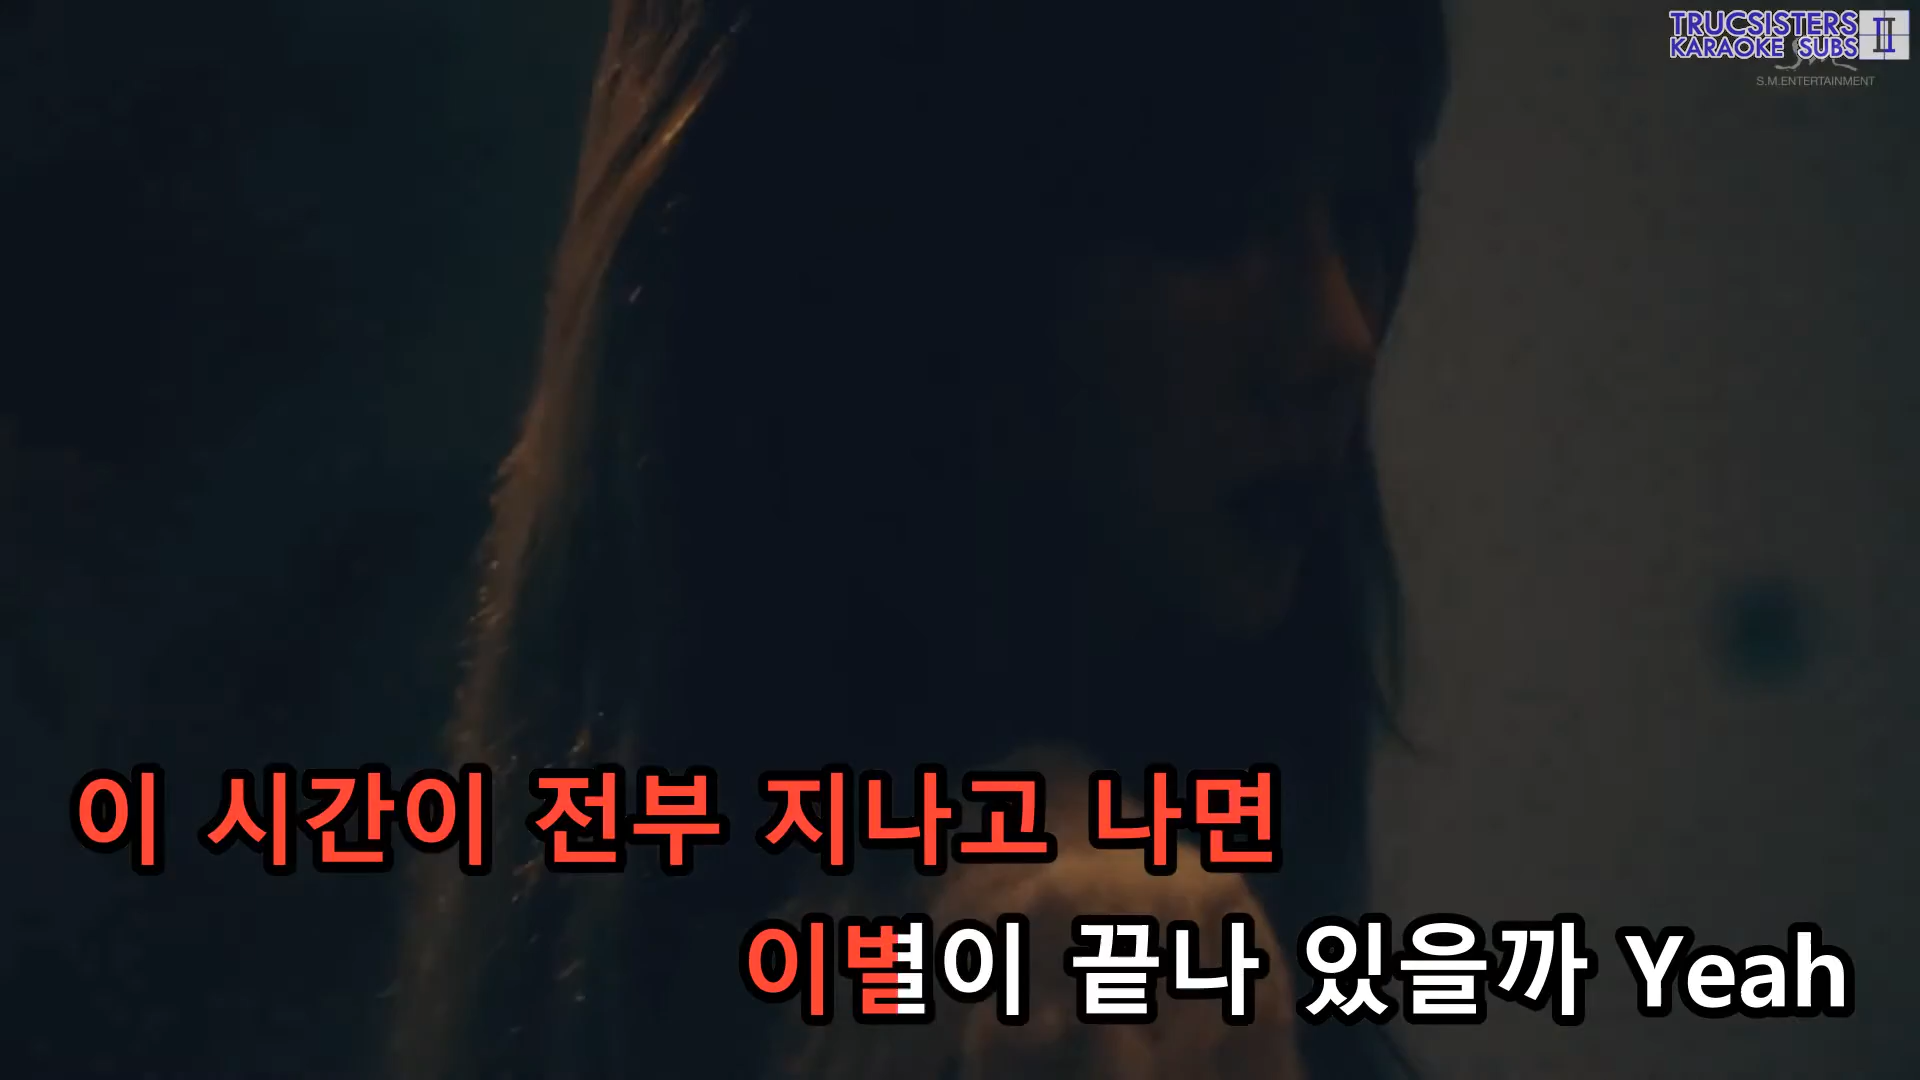 TRUCSISTERS
KARAOKE SUBS II
S.M.ENTERTAINMENT
이 시간이 전부 지나고 나면
이별이 끝나 있을까 Yeah